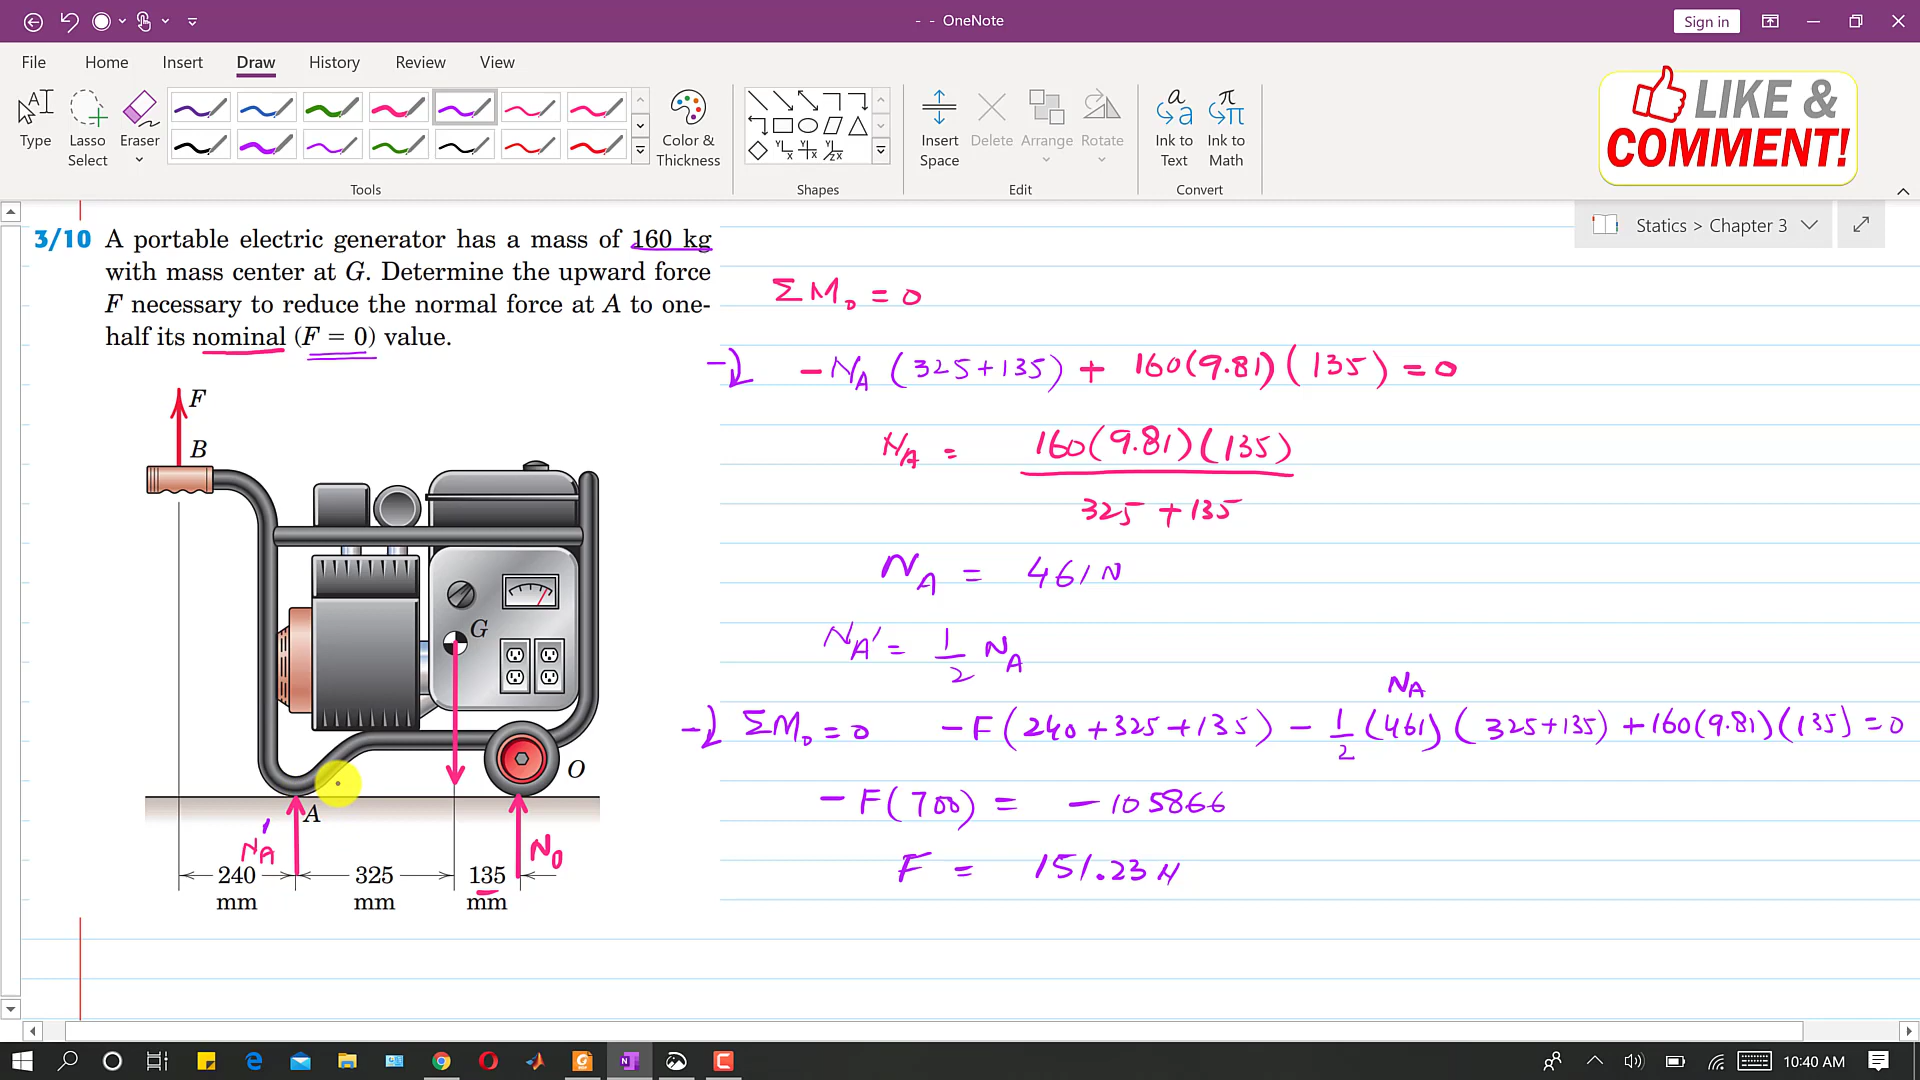 - - OneNote
Sign in
File Home Insert Draw History Review View
Type
Lasso Select
Eraser
Color & Thickness
Insert Space
Delete
Arrange
Rotate
Ink to Text
Ink to Math
Tools
Shapes
Edit
Convert
LIKE &
COMMENT!
Statics > Chapter 3
3/10 A portable electric generator has a mass of 160 kg
with mass center at G. Determine the upward force
F necessary to reduce the normal force at A to one-
half its nominal (F = 0) value.
F
B
G
O
A
N_A'
N_O
240 mm
325 mm
135 mm
ΣM_O = 0
-N_A (325+135) + 160(9.81)(135) = 0
N_A = 160(9.81)(135)
325 + 135
N_A = 461 N
N_A' = 1/2 N_A
N_A
ΣM_O = 0 -F(240+325+135) - 1/2 (461)(325+135) + 160(9.81)(135) = 0
-F(700) = -105866
F = 151.23 N
10:40 AM